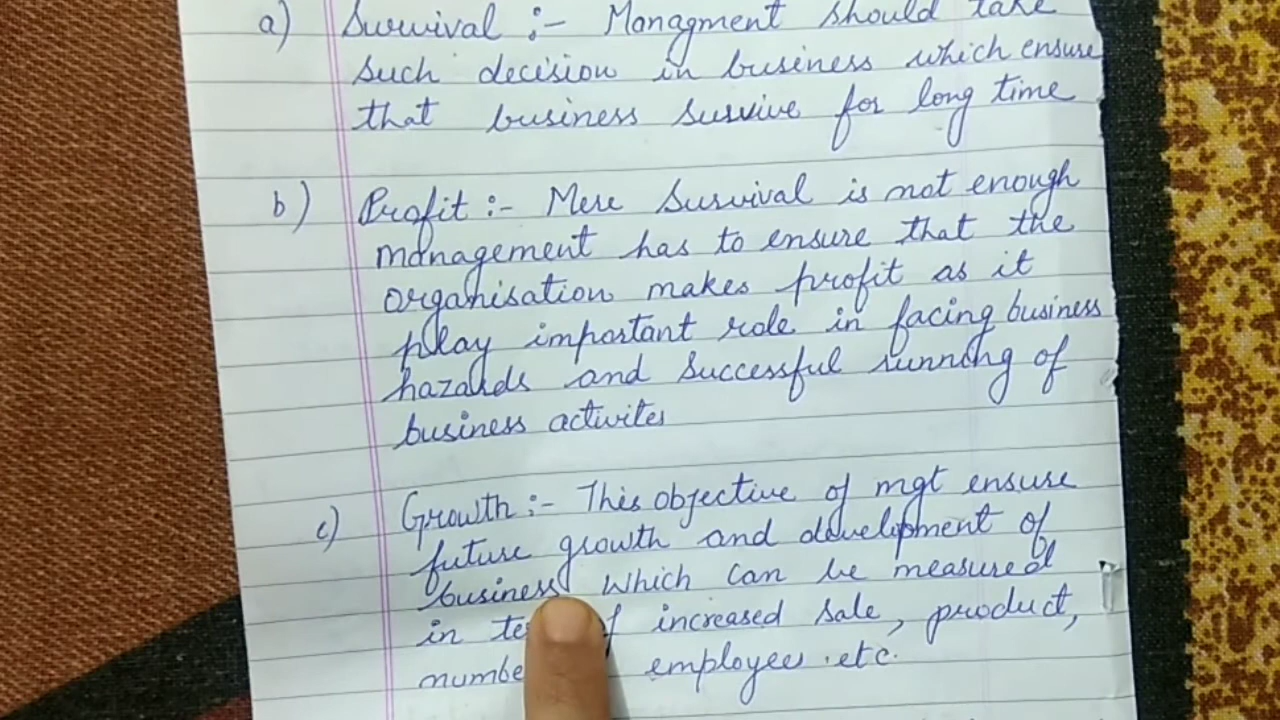 a) Survival :- Managment should take
such decision in business which ensure
that business survive for long time
b) Profit :- Mere Survival is not enough
management has to ensure that the
organisation makes profit as it
play important role in facing business
hazards and successful running of
business activites
c) Growth :- This objective of mgt ensure
future growth and development of
business which can be measured
in increased sale, product,
employee etc.